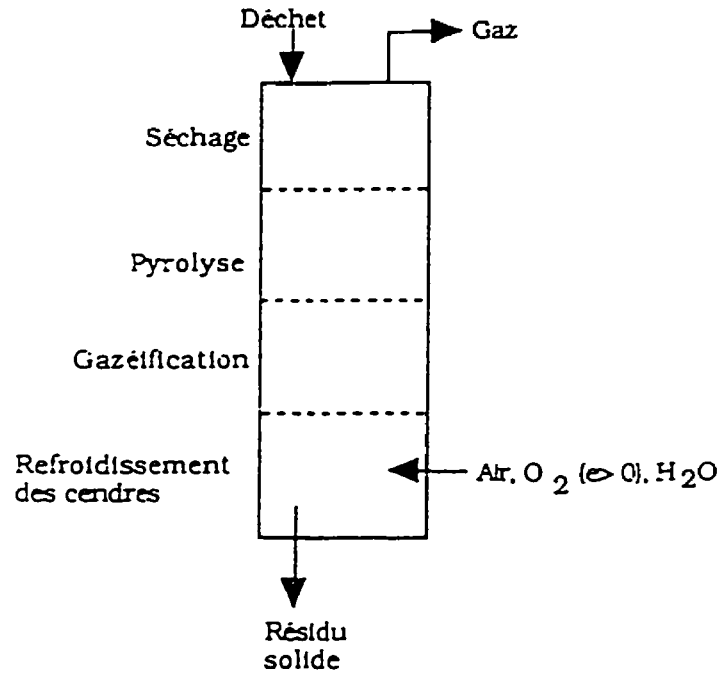 Déchet
Gaz
Séchage
Pyrolyse
Gazéification
Refroidissement
des cendres
Air, O2 (e> 0), H2O
Résidu
solide